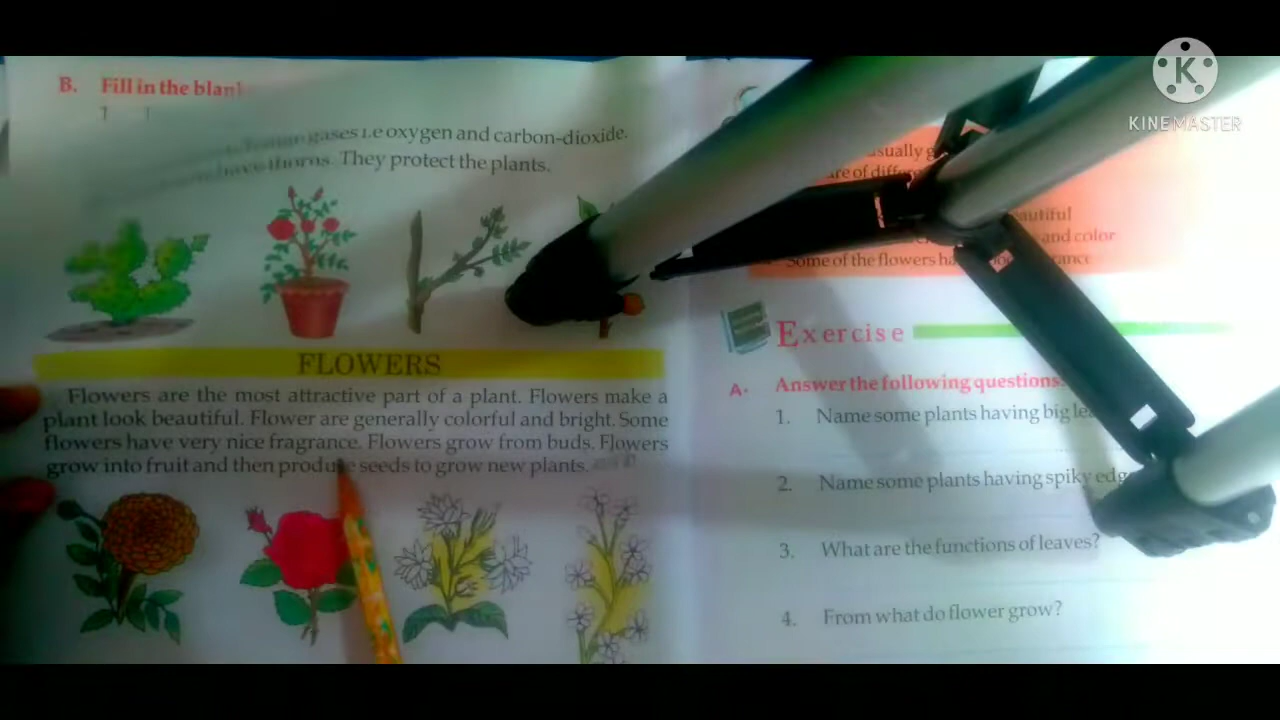 B. Fill in the blan
gases i.e oxygen and carbon-dioxide.
have thorns. They protect the plants.
FLOWERS
Flowers are the most attractive part of a plant. Flowers make a
plant look beautiful. Flower are generally colorful and bright. Some
flowers have very nice fragrance. Flowers grow from buds. Flowers
grow into fruit and then produce seeds to grow new plants.
K
KINEMASTER
usually
are of
and color
Some of the flowers
Exercise
A. Answer the following questions.
1. Name some plants having big
2. Name some plants having spiky
3. What are the functions of leaves?
4. From what do flower grow?